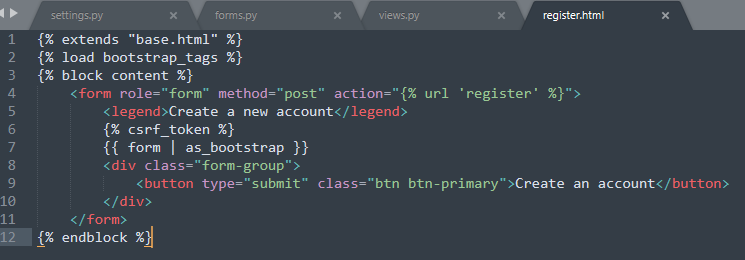 settings.py × forms.py × views.py × register.html ×
1 {% extends "base.html" %}
2 {% load bootstrap_tags %}
3 {% block content %}
4     <form role="form" method="post" action="{% url 'register' %}">
5         <legend>Create a new account</legend>
6         {% csrf_token %}
7         {{ form | as_bootstrap }}
8         <div class="form-group">
9             <button type="submit" class="btn btn-primary">Create an account</button>
10         </div>
11     </form>
12 {% endblock %}